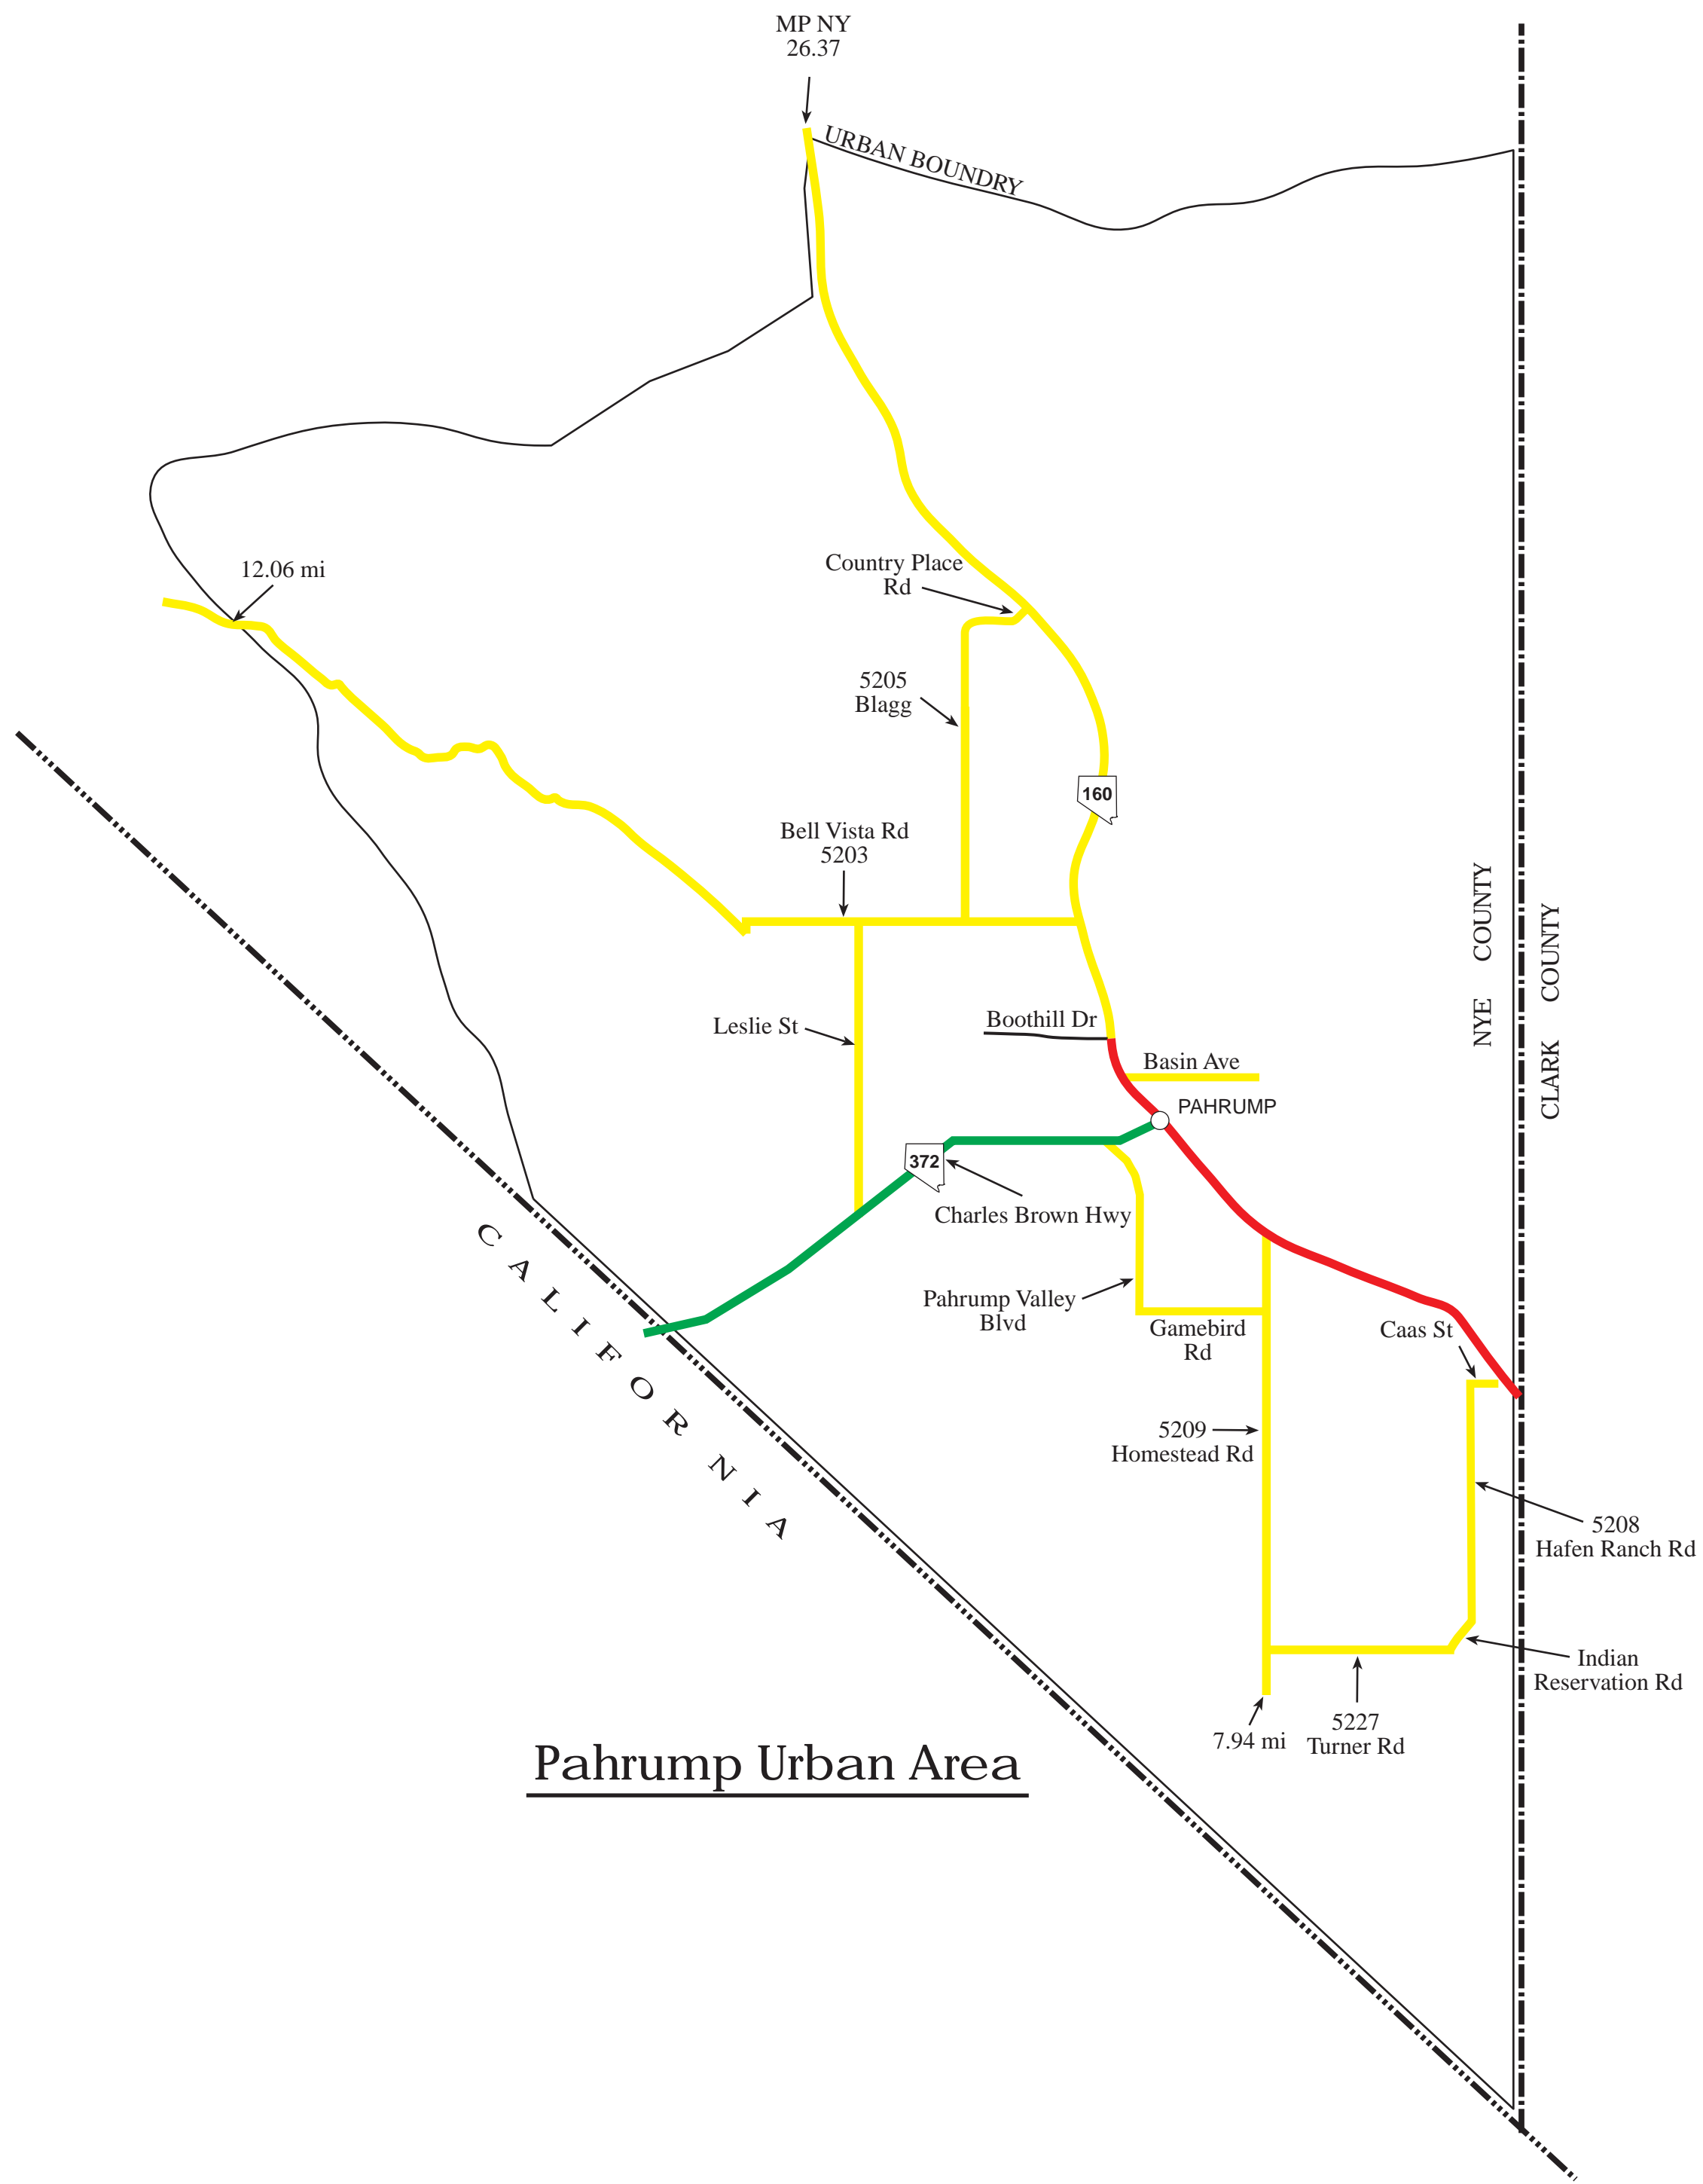 MP NY
26.37
URBAN BOUNDRY
Country Place
Rd
12.06 mi
5205
Blagg
160
Bell Vista Rd
5203
NYE COUNTY
CLARK COUNTY
Leslie St
Boothill Dr
Basin Ave
PAHRUMP
372
Charles Brown Hwy
CALIFORNIA
Pahrump Valley
Blvd
Gamebird
Rd
Caas St
5209
Homestead Rd
5208
Hafen Ranch Rd
Indian
Reservation Rd
7.94 mi
5227
Turner Rd
Pahrump Urban Area